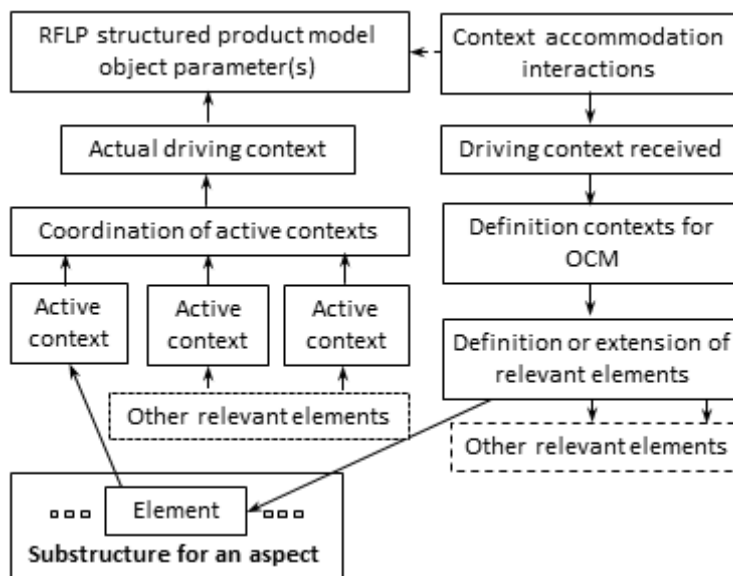 RFLP structured product model
object parameter(s)
Context accommodation
interactions
Actual driving context
Driving context received
Coordination of active contexts
Definition contexts for
OCM
Active
context
Active
context
Active
context
Definition or extension of
relevant elements
Other relevant elements
Other relevant elements
Element
Substructure for an aspect